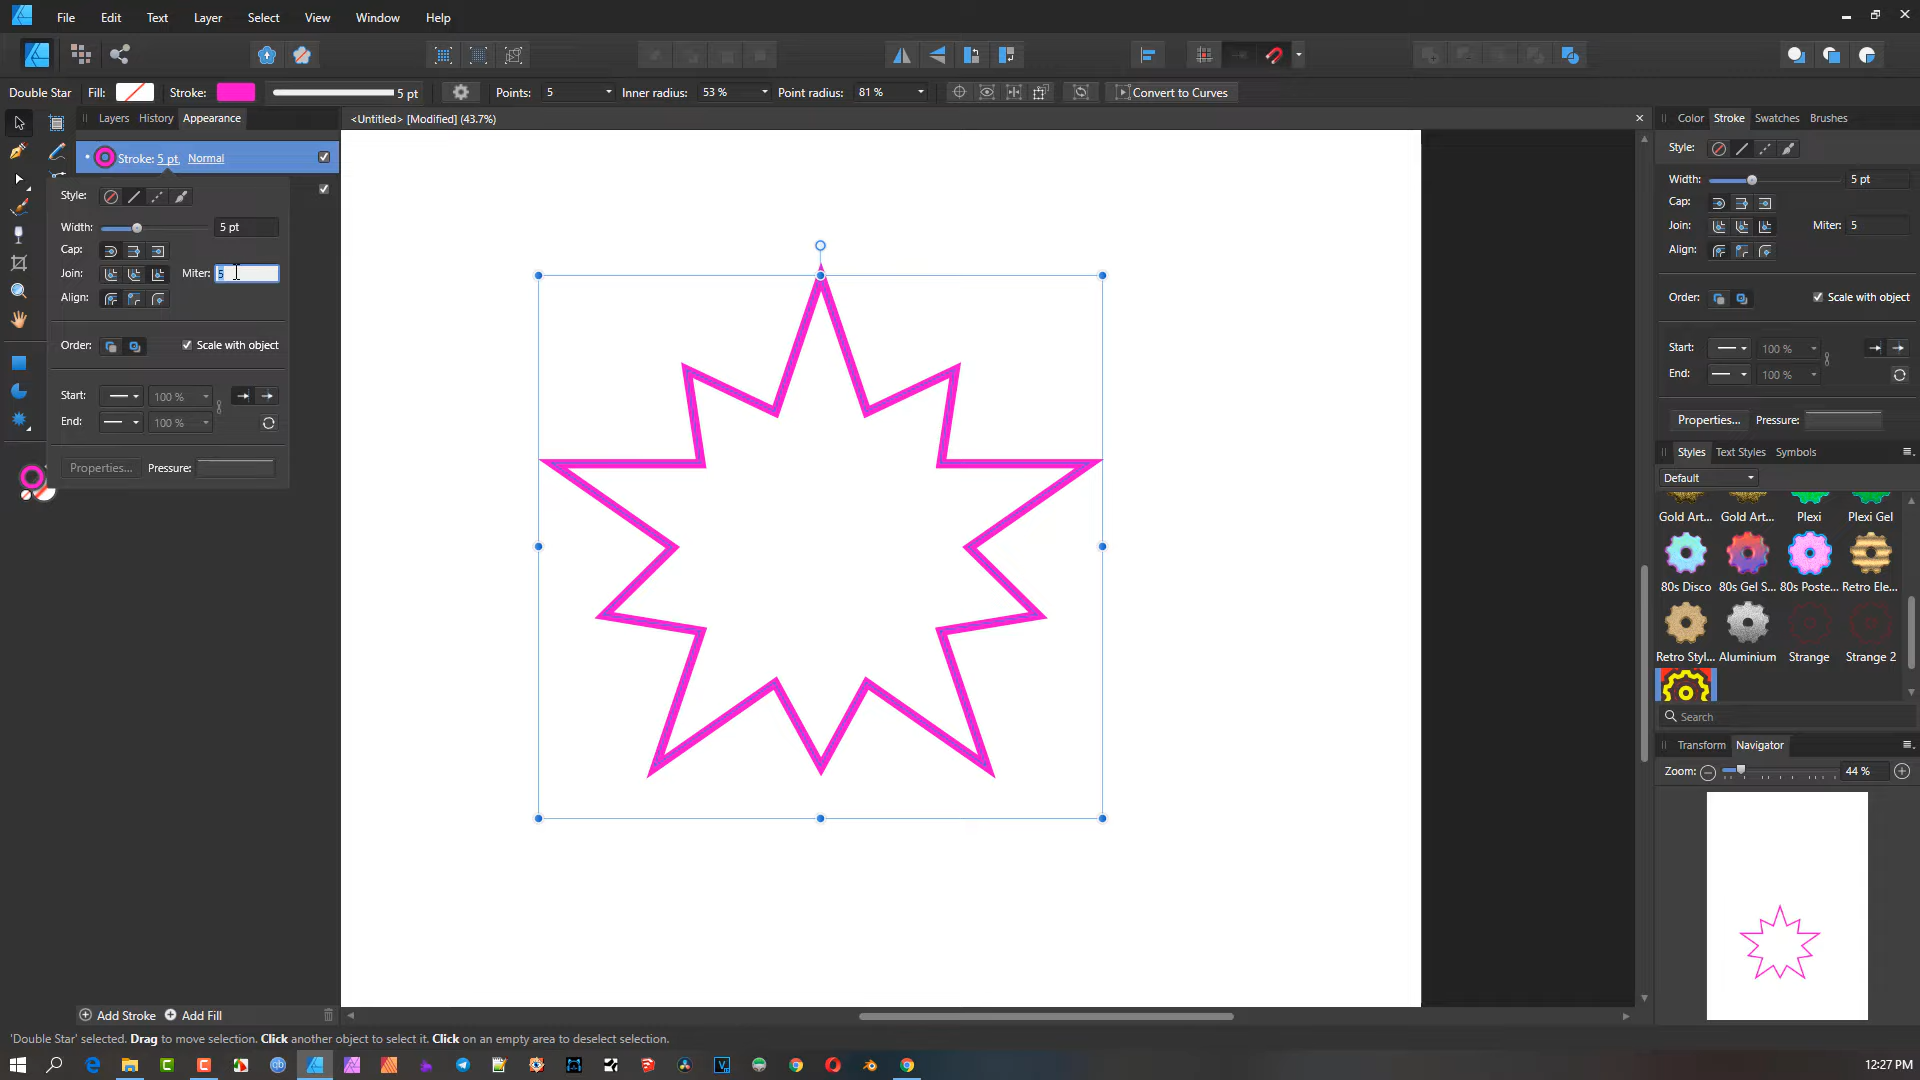 File Edit Text Layer Select View Window Help
Double Star Fill: Stroke: 5 pt Points: 5 Inner radius: 53 % Point radius: 81 % Convert to Curves
Layers History Appearance
<Untitled> [Modified] (43.7%)
Stroke: 5 pt Normal
Style:
Width: 5 pt
Cap:
Join: Miter: 5
Align:
Order: Scale with object
Start: 100 %
End: 100 %
Properties... Pressure:
Add Stroke Add Fill
Color Stroke Swatches Brushes
Style:
Width: 5 pt
Cap:
Join: Miter: 5
Align:
Order: Scale with object
Start: 100 %
End: 100 %
Properties... Pressure:
Styles Text Styles Symbols
Default
Gold Art... Gold Art... Plexi Plexi Gel
80s Disco 80s Gel S... 80s Poste... Retro Ele...
Retro Styl... Aluminium Strange Strange 2
Search
Transform Navigator
Zoom: 44 %
'Double Star' selected. Drag to move selection. Click another object to select it. Click on an empty area to deselect selection.
12:27 PM